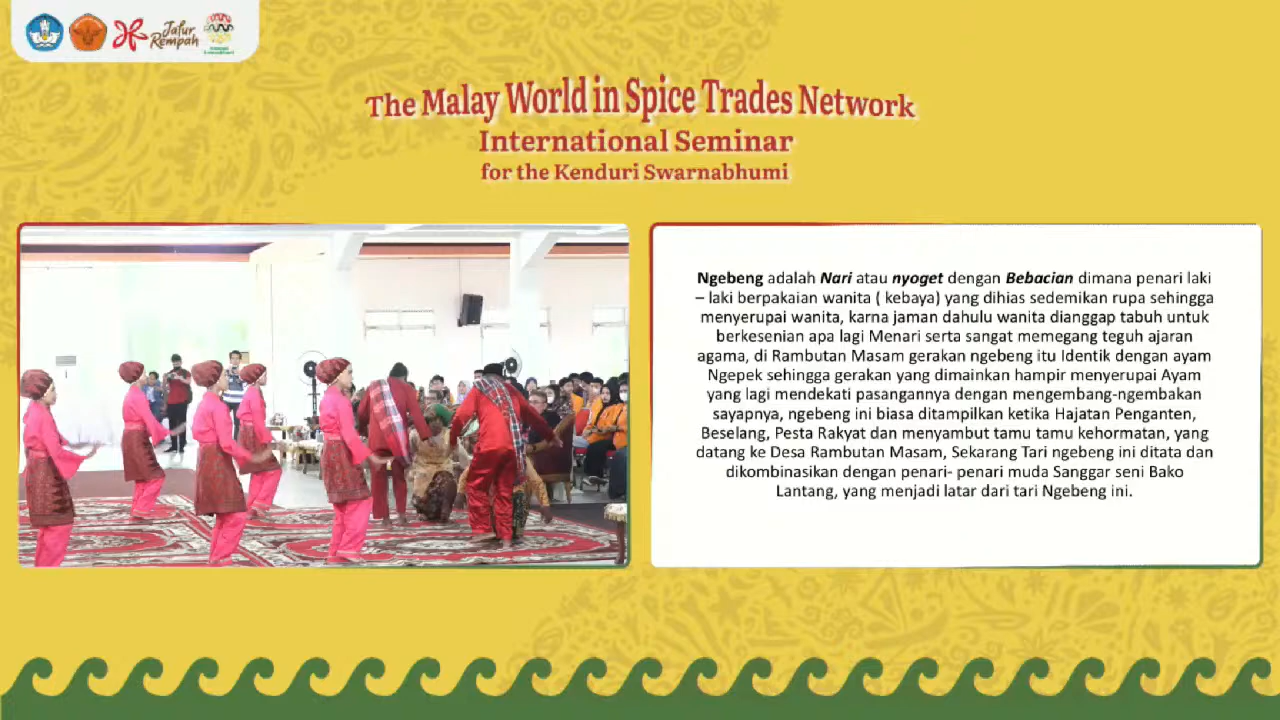 Jalur
Rempah
The Malay World in Spice Trades Network
International Seminar
for the Kenduri Swarnabhumi
Ngebeng adalah Nari atau nyoget dengan Bebacian dimana penari laki
– laki berpakaian wanita ( kebaya) yang dihias sedemikan rupa sehingga
menyerupai wanita, karna jaman dahulu wanita dianggap tabuh untuk
berkesenian apa lagi Menari serta sangat memegang teguh ajaran
agama, di Rambutan Masam gerakan ngebeng itu Identik dengan ayam
Ngepek sehingga gerakan yang dimainkan hampir menyerupai Ayam
yang lagi mendekati pasangannya dengan mengembang-ngembakan
sayapnya, ngebeng ini biasa ditampilkan ketika Hajatan Penganten,
Beselang, Pesta Rakyat dan menyambut tamu tamu kehormatan, yang
datang ke Desa Rambutan Masam, Sekarang Tari ngebeng ini ditata dan
dikombinasikan dengan penari- penari muda Sanggar seni Bako
Lantang, yang menjadi latar dari tari Ngebeng ini.